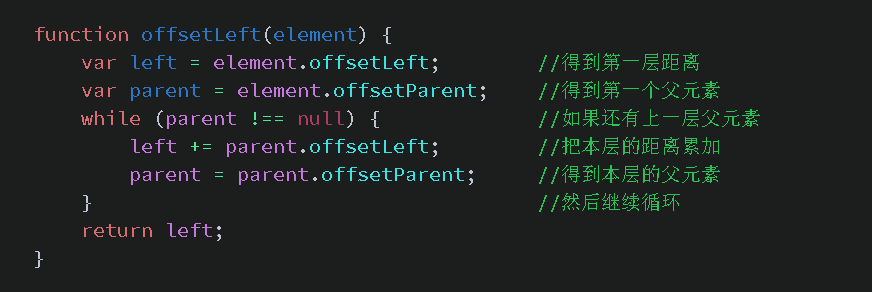 function offsetLeft(element) {
    var left = element.offsetLeft;        //得到第一层距离
    var parent = element.offsetParent;    //得到第一个父元素
    while (parent !== null) {             //如果还有上一层父元素
        left += parent.offsetLeft;        //把本层的距离累加
        parent = parent.offsetParent;     //得到本层的父元素
    }                                     //然后继续循环
    return left;
}